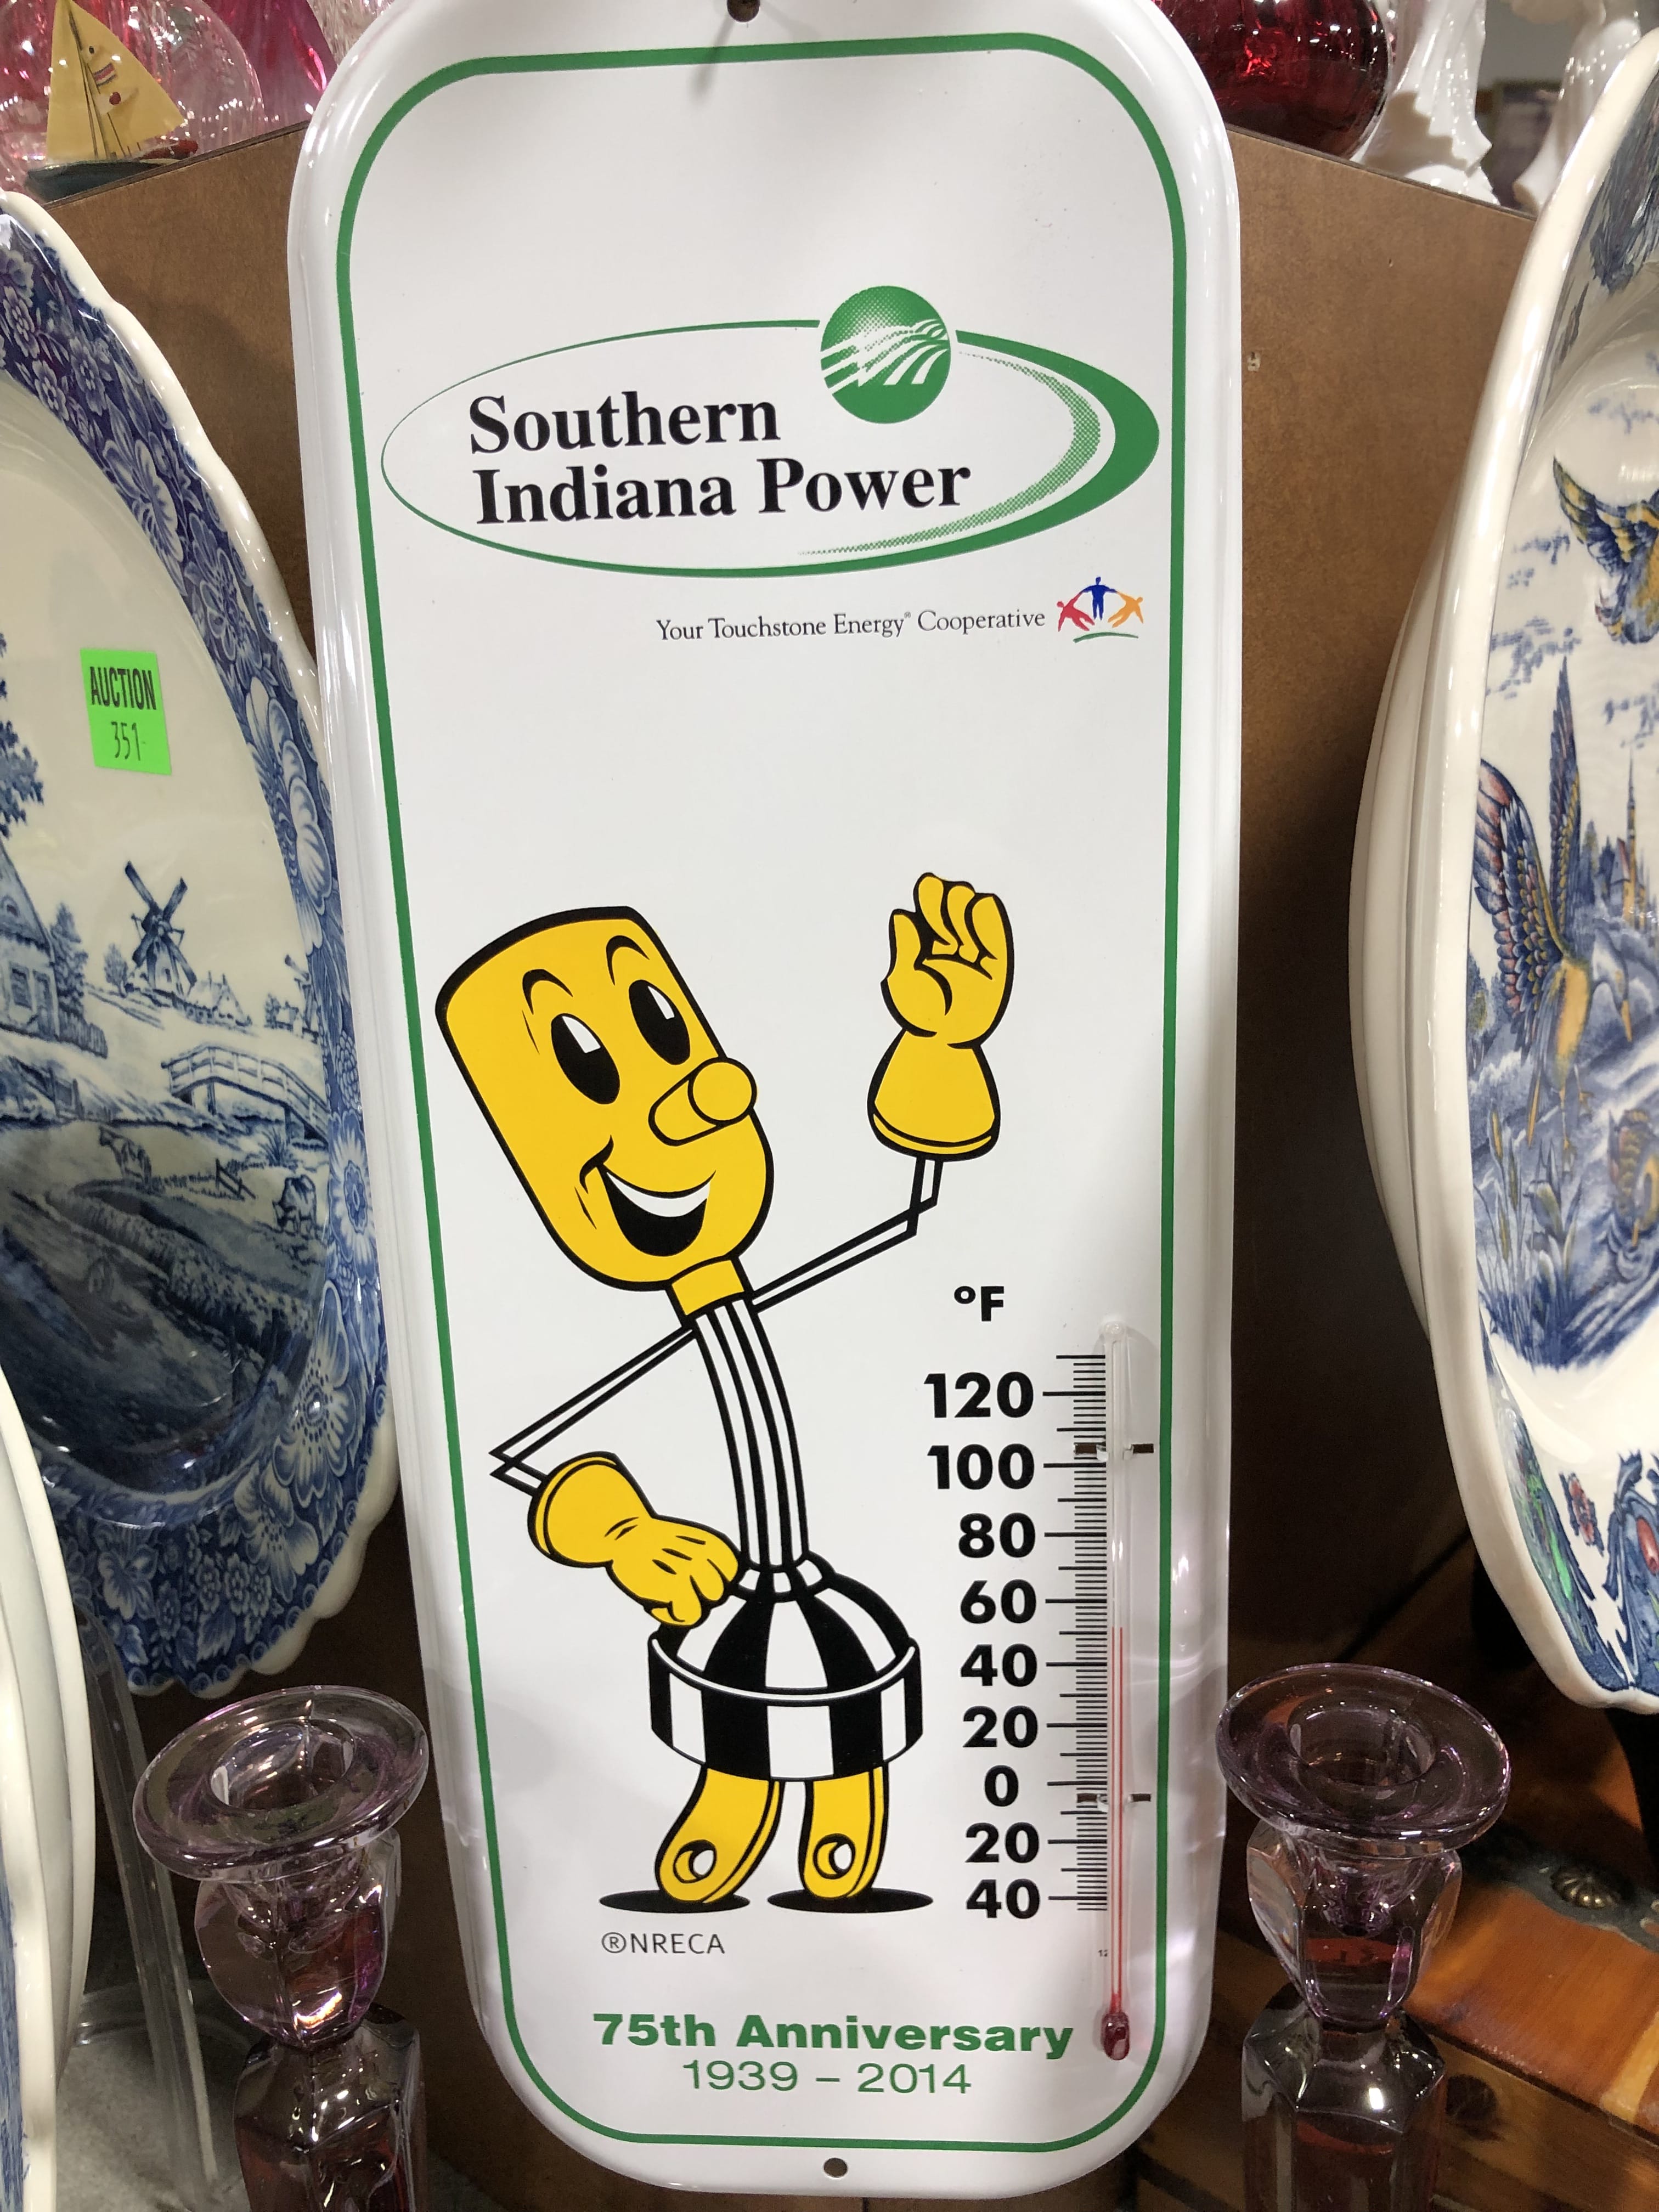 Southern
Indiana Power
Your Touchstone Energy® Cooperative
AUCTION
351
°F
120
100
80
60
40
20
0
20
40
®NRECA
12
75th Anniversary
1939 – 2014